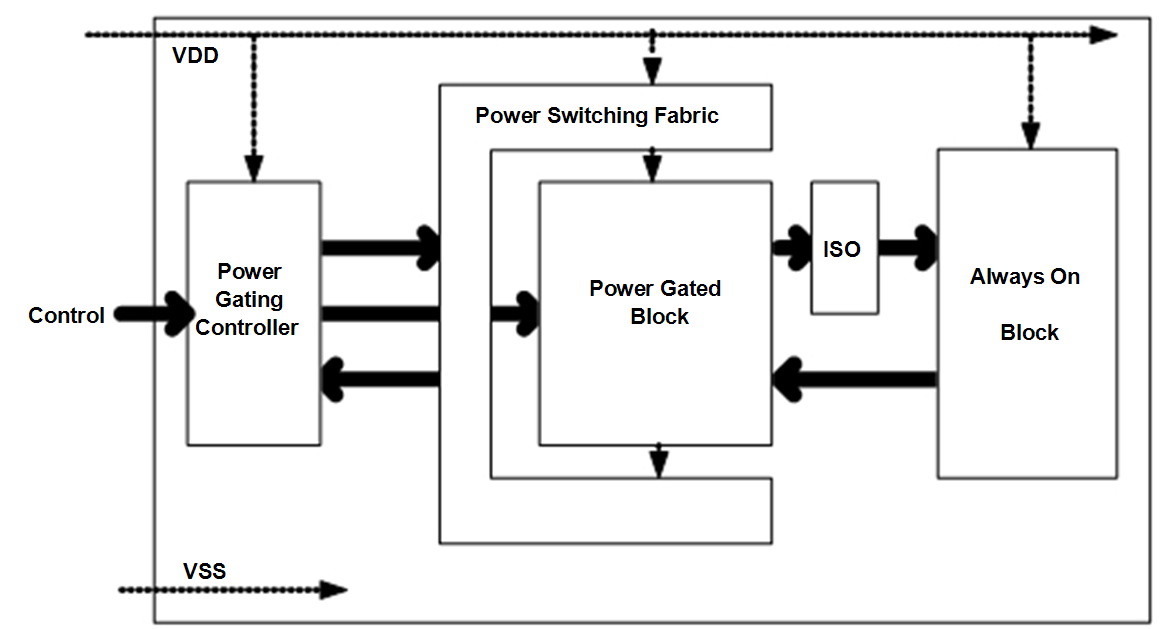 VDD
Power Switching Fabric
Power
Gating
Controller
Control
Power Gated
Block
ISO
Always On
Block
VSS